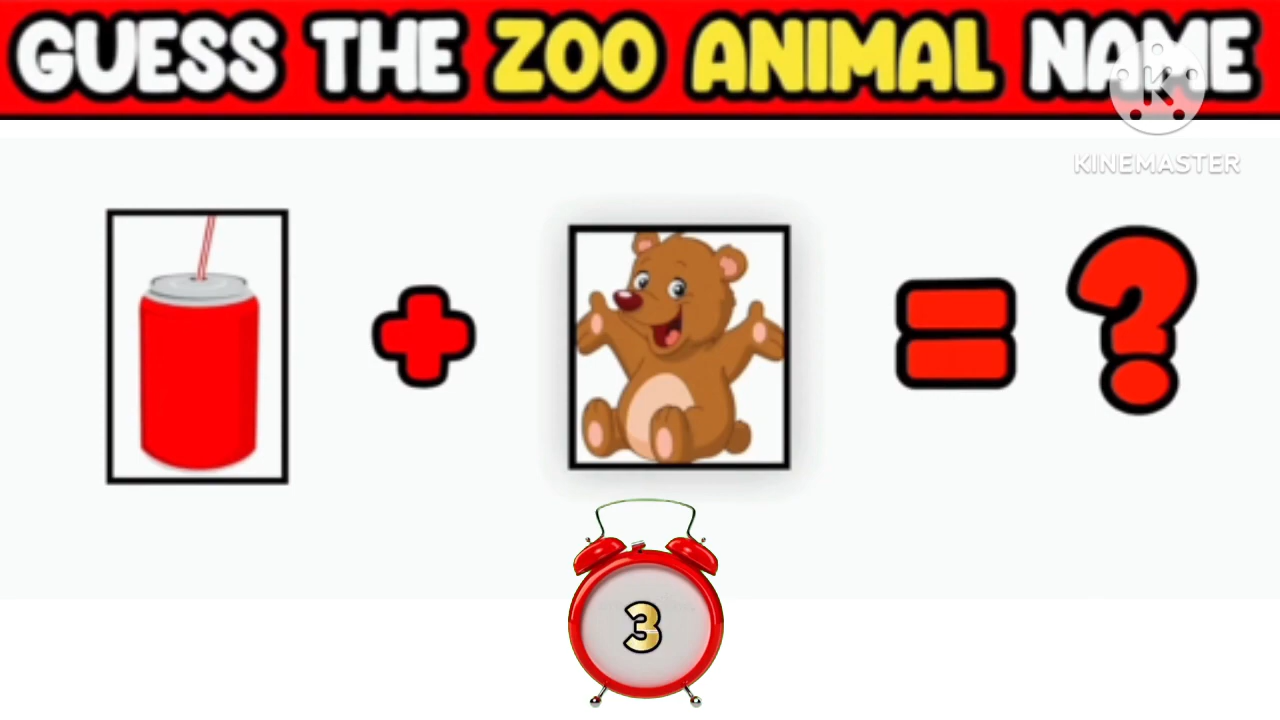 GUESS THE ZOO ANIMAL NAME
K
KINEMASTER
+ = ?
3